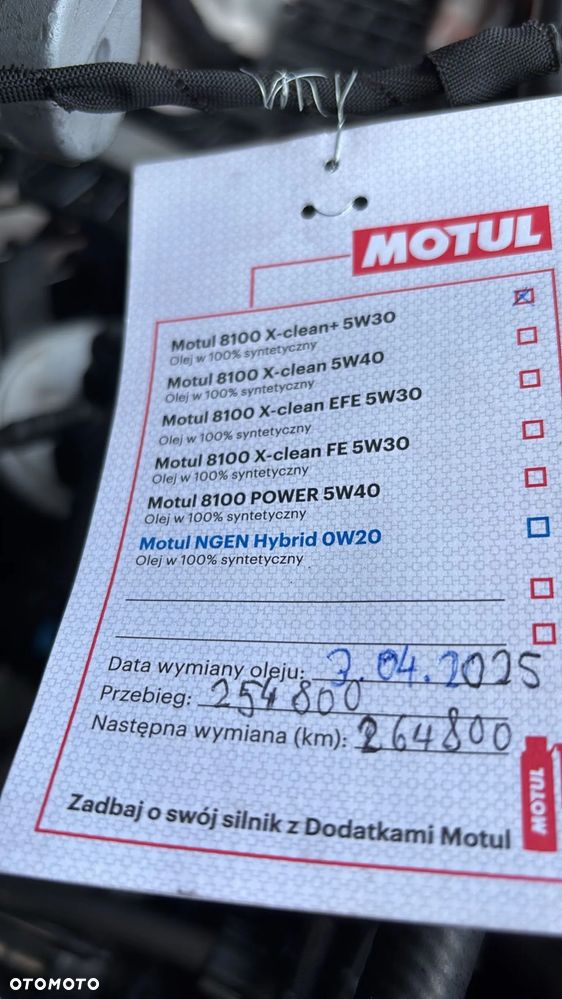 MOTUL
Motul 8100 X-clean+ 5W30
Olej w 100% syntetyczny
Motul 8100 X-clean 5W40
Olej w 100% syntetyczny
Motul 8100 X-clean EFE 5W30
Olej w 100% syntetyczny
Motul 8100 X-clean FE 5W30
Olej w 100% syntetyczny
Motul 8100 POWER 5W40
Olej w 100% syntetyczny
Motul NGEN Hybrid 0W20
Olej w 100% syntetyczny
Data wymiany oleju: 3.04.2025
Przebieg: 254800
Następna wymiana (km): 264800
Zadbaj o swój silnik z Dodatkami Motul
MOTUL
OTOMOTO